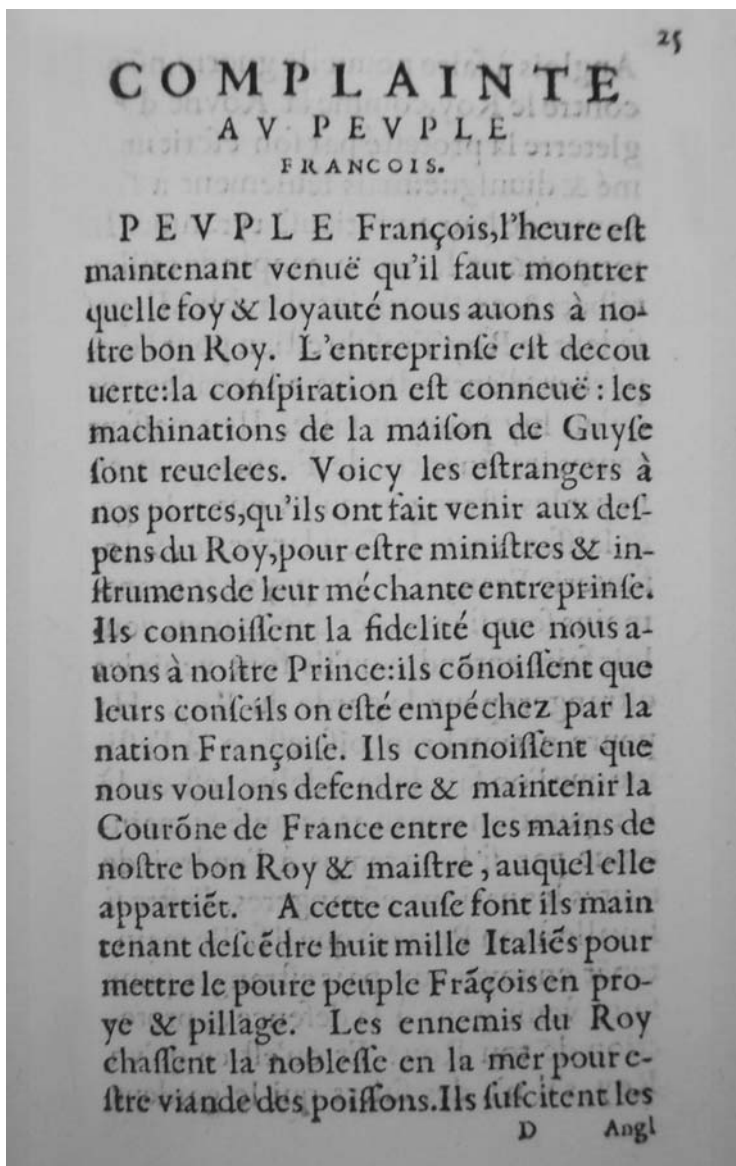 25
COMPLAINTE
AV PEVPLE
FRANCOIS.
PEVPLE François,l'heure eſt
maintenant venuë qu'il faut montrer
quelle foy & loyauté nous auons à no-
ſtre bon Roy. L'entreprinſe eſt decou
uerte:la conſpiration eſt conneuë : les
machinations de la maiſon de Guyſe
ſont reuelees. Voicy les eſtrangers à
nos portes,qu'ils ont fait venir aux deſ-
pens du Roy,pour eſtre miniſtres & in-
ſtrumens de leur méchante entreprinſe.
Ils connoiſſent la fidelité que nous a-
uons à noſtre Prince:ils cõnoiſſent que
leurs conſeils on eſté empéchez par la
nation Françoiſe. Ils connoiſſent que
nous voulons defendre & maintenir la
Courõne de France entre les mains de
noſtre bon Roy & maiſtre , auquel elle
appartiẽt. A cette cauſe font ils main
tenant deſcẽdre huit mille Italiẽs pour
mettre le poure peuple Frãçois en pro-
ye & pillage. Les ennemis du Roy
chaſſent la nobleſſe en la mer pour e-
ſtre viande des poiſſons.Ils ſuſcitent les
D Angl